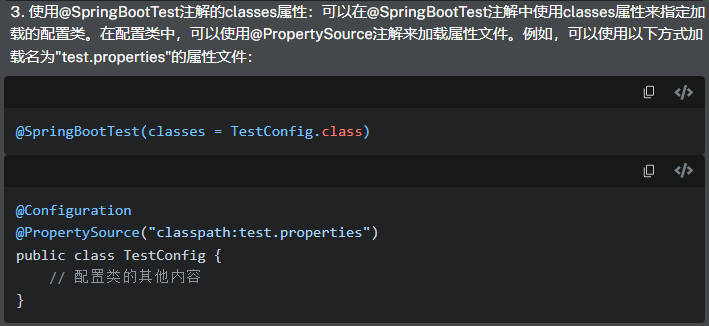 3. 使用@SpringBootTest注解的classes属性：可以在@SpringBootTest注解中使用classes属性来指定加
载的配置类。在配置类中，可以使用@PropertySource注解来加载属性文件。例如，可以使用以下方式加
载名为"test.properties"的属性文件：
@SpringBootTest(classes = TestConfig.class)
@Configuration
@PropertySource("classpath:test.properties")
public class TestConfig {
    // 配置类的其他内容
}